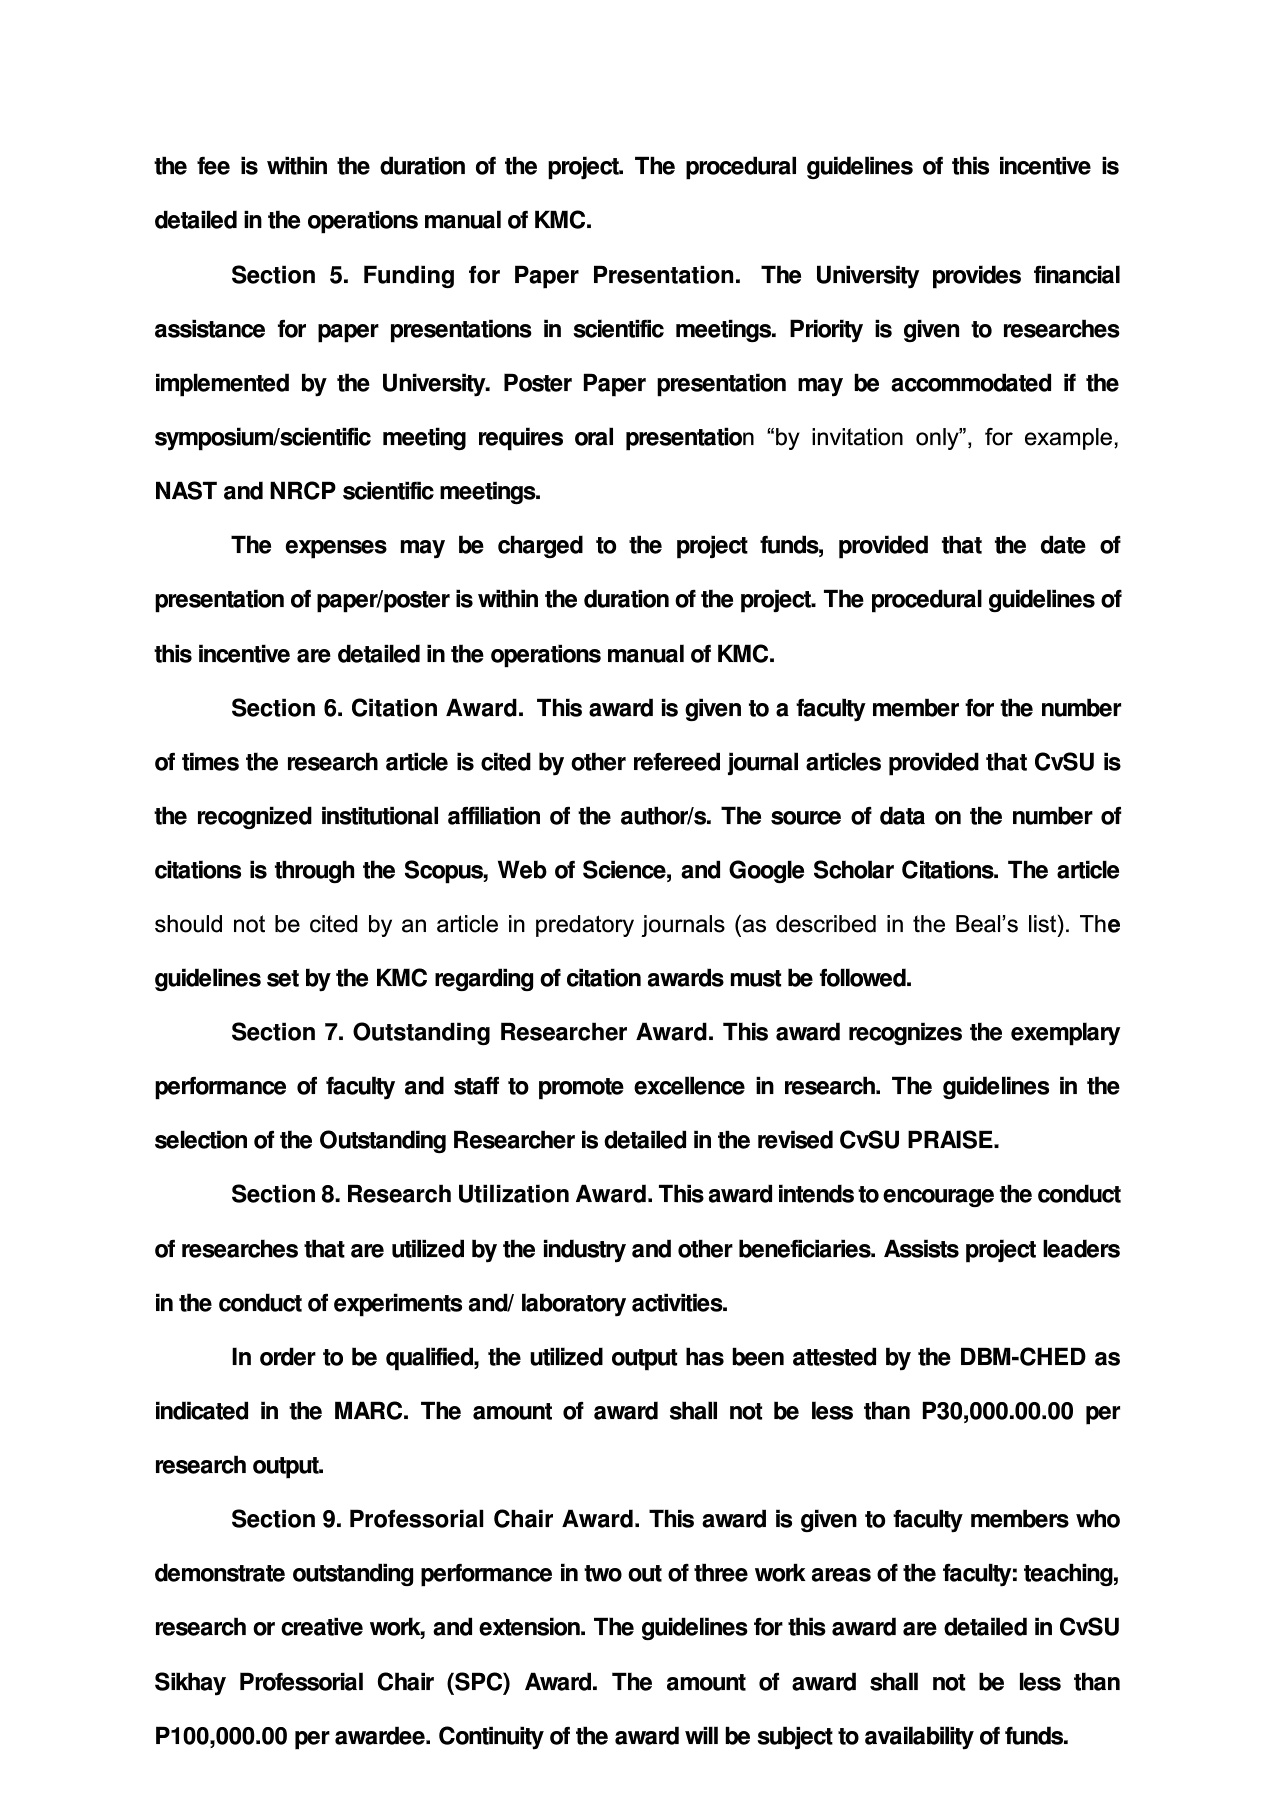 the fee is within the duration of the project. The procedural guidelines of this incentive is
detailed in the operations manual of KMC.
Section 5. Funding for Paper Presentation. The University provides financial
assistance for paper presentations in scientific meetings. Priority is given to researches
implemented by the University. Poster Paper presentation may be accommodated if the
symposium/scientific meeting requires oral presentation “by invitation only”, for example,
NAST and NRCP scientific meetings.
The expenses may be charged to the project funds, provided that the date of
presentation of paper/poster is within the duration of the project. The procedural guidelines of
this incentive are detailed in the operations manual of KMC.
Section 6. Citation Award. This award is given to a faculty member for the number
of times the research article is cited by other refereed journal articles provided that CvSU is
the recognized institutional affiliation of the author/s. The source of data on the number of
citations is through the Scopus, Web of Science, and Google Scholar Citations. The article
should not be cited by an article in predatory journals (as described in the Beal’s list). The
guidelines set by the KMC regarding of citation awards must be followed.
Section 7. Outstanding Researcher Award. This award recognizes the exemplary
performance of faculty and staff to promote excellence in research. The guidelines in the
selection of the Outstanding Researcher is detailed in the revised CvSU PRAISE.
Section 8. Research Utilization Award. This award intends to encourage the conduct
of researches that are utilized by the industry and other beneficiaries. Assists project leaders
in the conduct of experiments and/ laboratory activities.
In order to be qualified, the utilized output has been attested by the DBM-CHED as
indicated in the MARC. The amount of award shall not be less than P30,000.00.00 per
research output.
Section 9. Professorial Chair Award. This award is given to faculty members who
demonstrate outstanding performance in two out of three work areas of the faculty: teaching,
research or creative work, and extension. The guidelines for this award are detailed in CvSU
Sikhay Professorial Chair (SPC) Award. The amount of award shall not be less than
P100,000.00 per awardee. Continuity of the award will be subject to availability of funds.